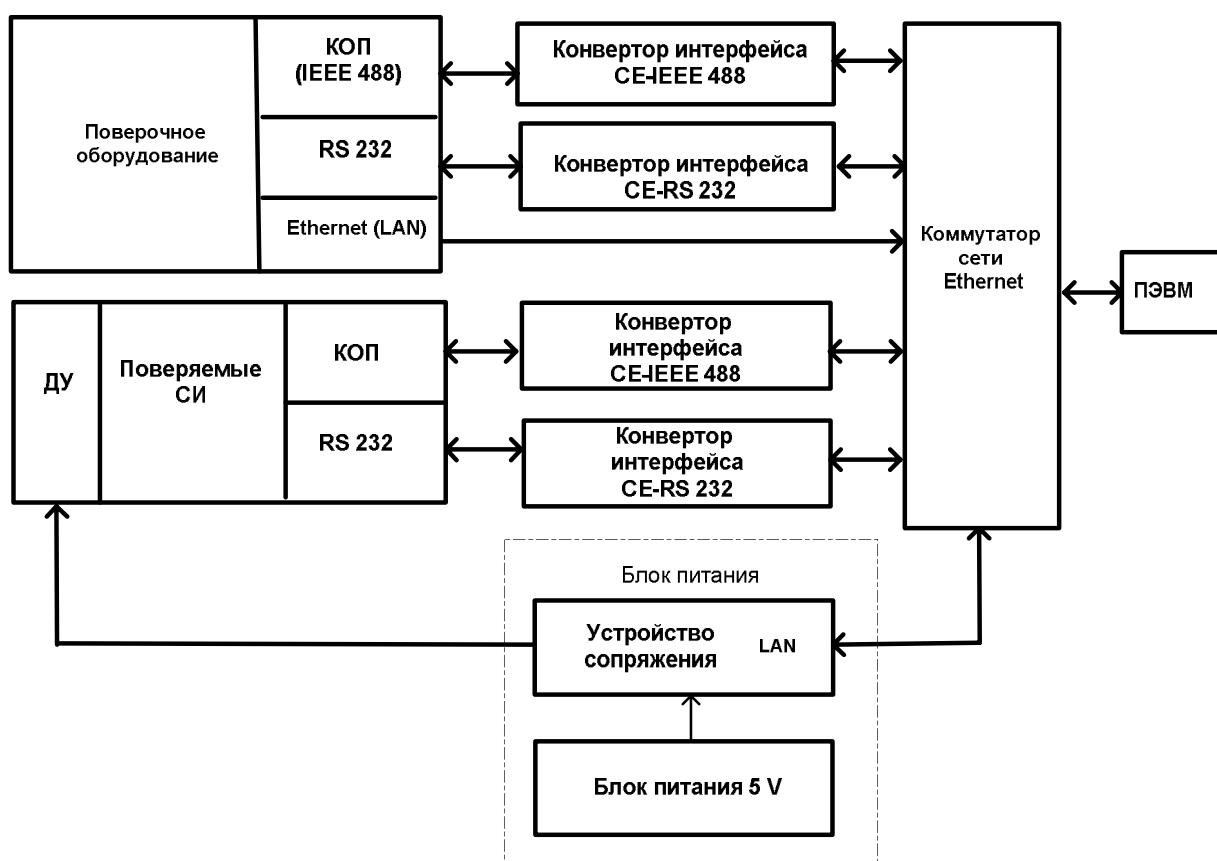 КОП
(IEEE 488)
Конвертор интерфейса
CE-IEEE 488
Поверочное
оборудование
RS 232
Конвертор интерфейса
CE-RS 232
Ethernet (LAN)
Коммутатор
сети
Ethernet
ПЭВМ
ДУ
Поверяемые
СИ
КОП
Конвертор
интерфейса
CE-IEEE 488
RS 232
Конвертор
интерфейса
CE-RS 232
Блок питания
Устройство
сопряжения
LAN
Блок питания 5 V